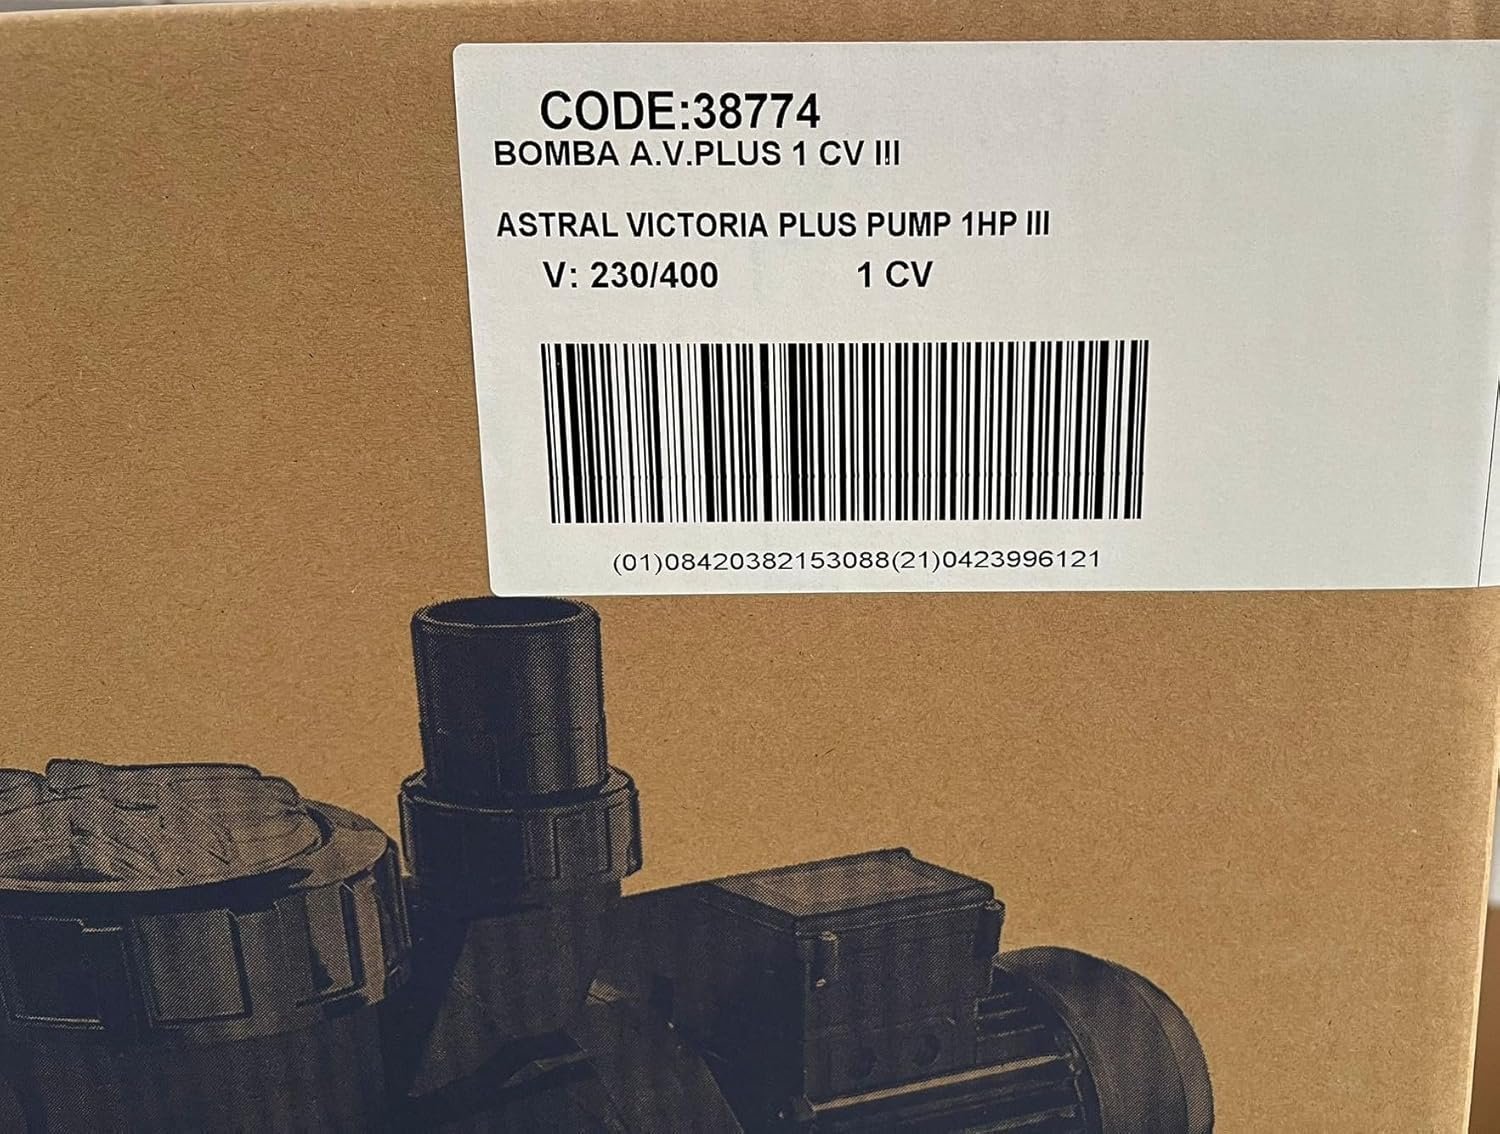 CODE:38774
BOMBA A.V.PLUS 1 CV III
ASTRAL VICTORIA PLUS PUMP 1HP III
V: 230/400 1 CV
(01)08420382153088(21)0423996121